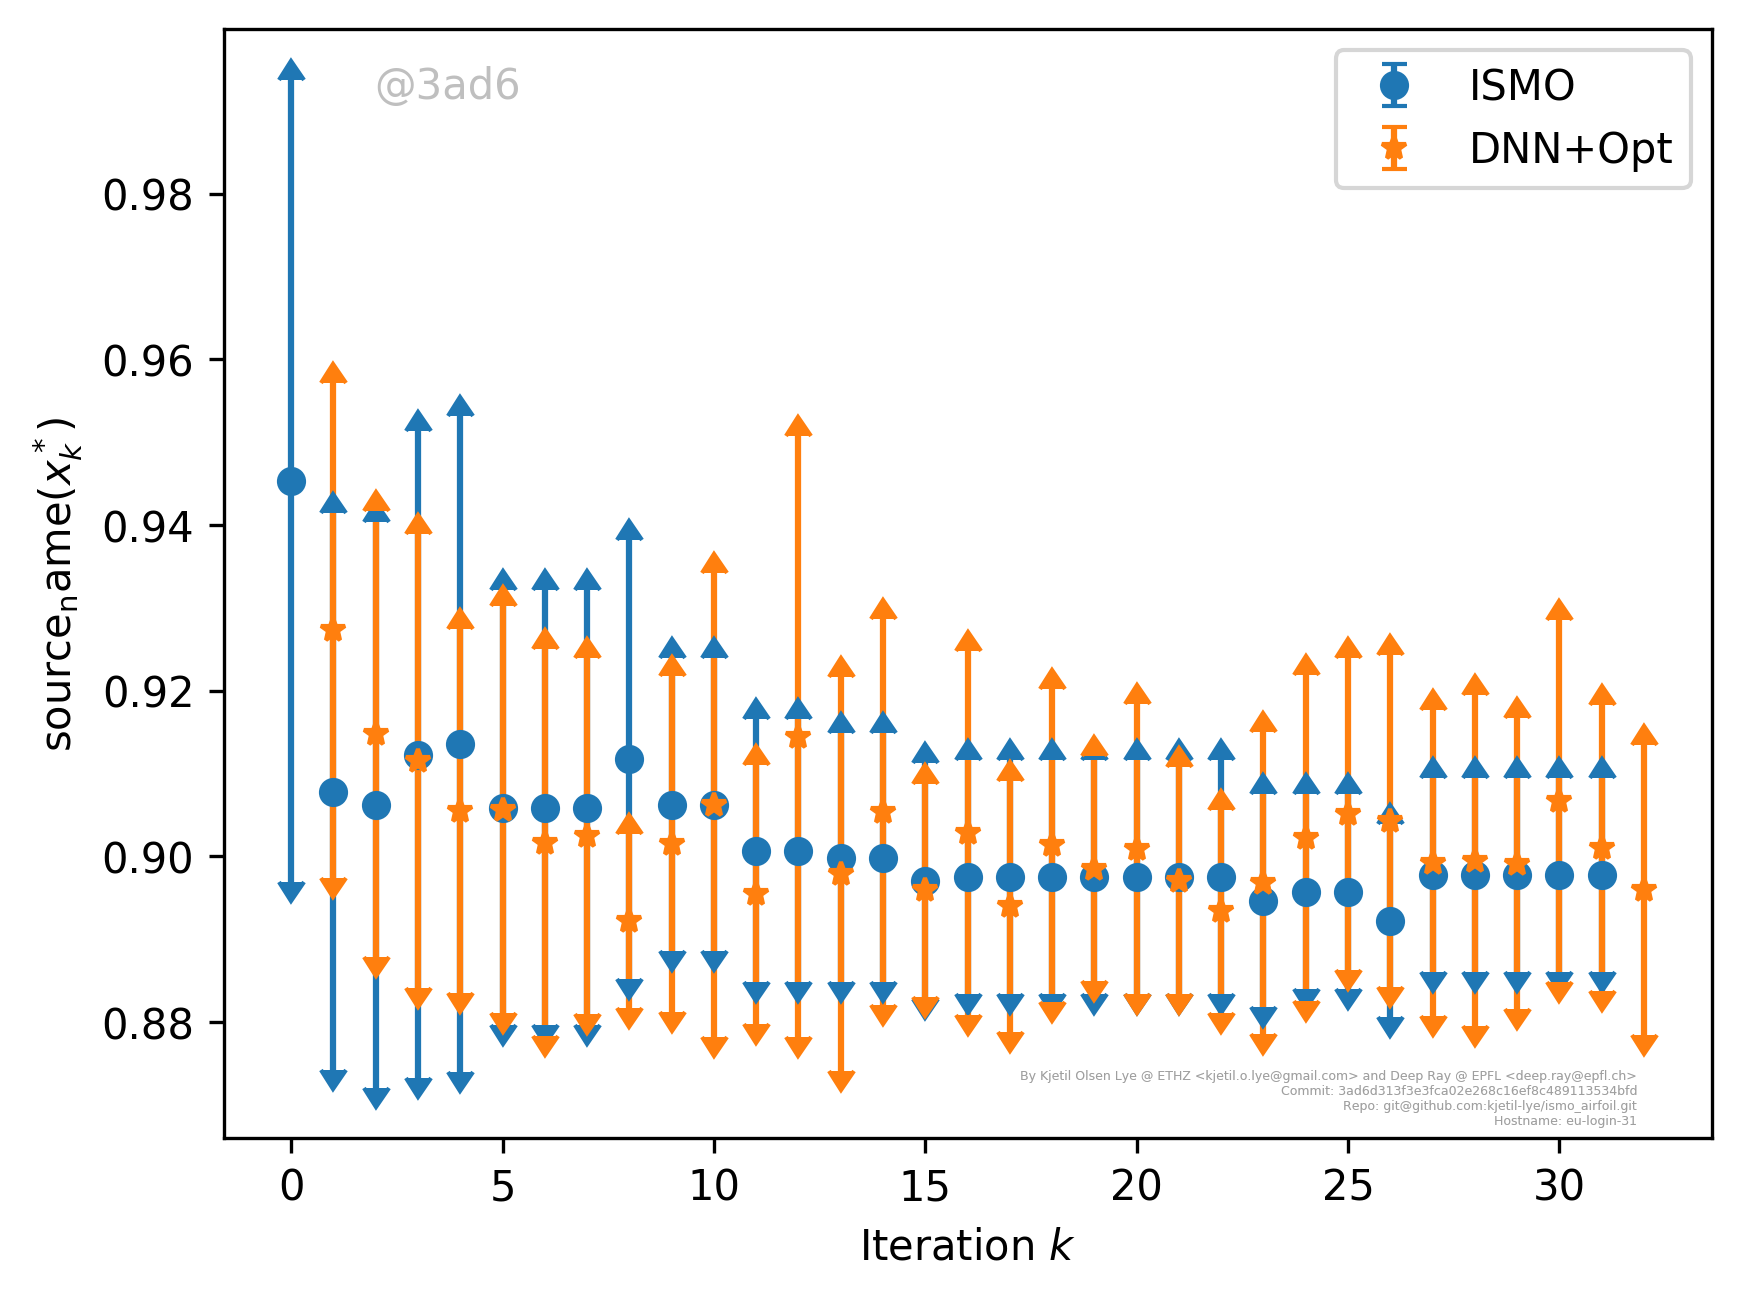 @3ad6
ISMO
DNN+Opt
0.98
0.96
0.94
0.92
0.90
0.88
source_name(x_k^*)
0 5 10 15 20 25 30
Iteration k
By Kjetil Olsen Lye @ ETHZ <kjetil.o.lye@gmail.com> and Deep Ray @ EPFL <deep.ray@epfl.ch>
Commit: 3ad6d313f3e3fca02e268c16ef8c489113534bfd
Repo: git@github.com:kjetil-lye/ismo_airfoil.git
Hostname: eu-login-31